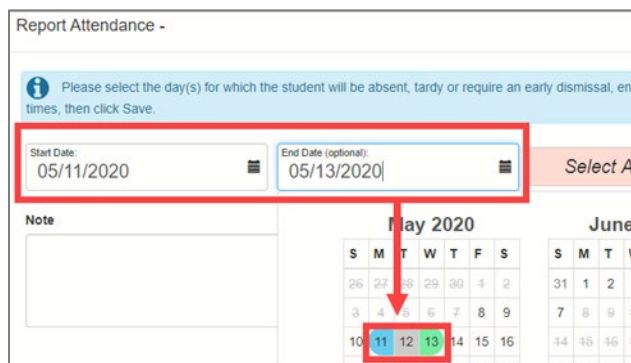 Report Attendance -
Please select the day(s) for which the student will be absent, tardy or require an early dismissal, en
times, then click Save.
Start Date:
05/11/2020
End Date (optional):
05/13/2020
Select A
Note
May 2020
June
S M T W T F S
S M T
26 27 28 29 30 1 2
31 1 2
3 4 5 6 7 8 9
7 8 9
10 11 12 13 14 15 16
14 15 16